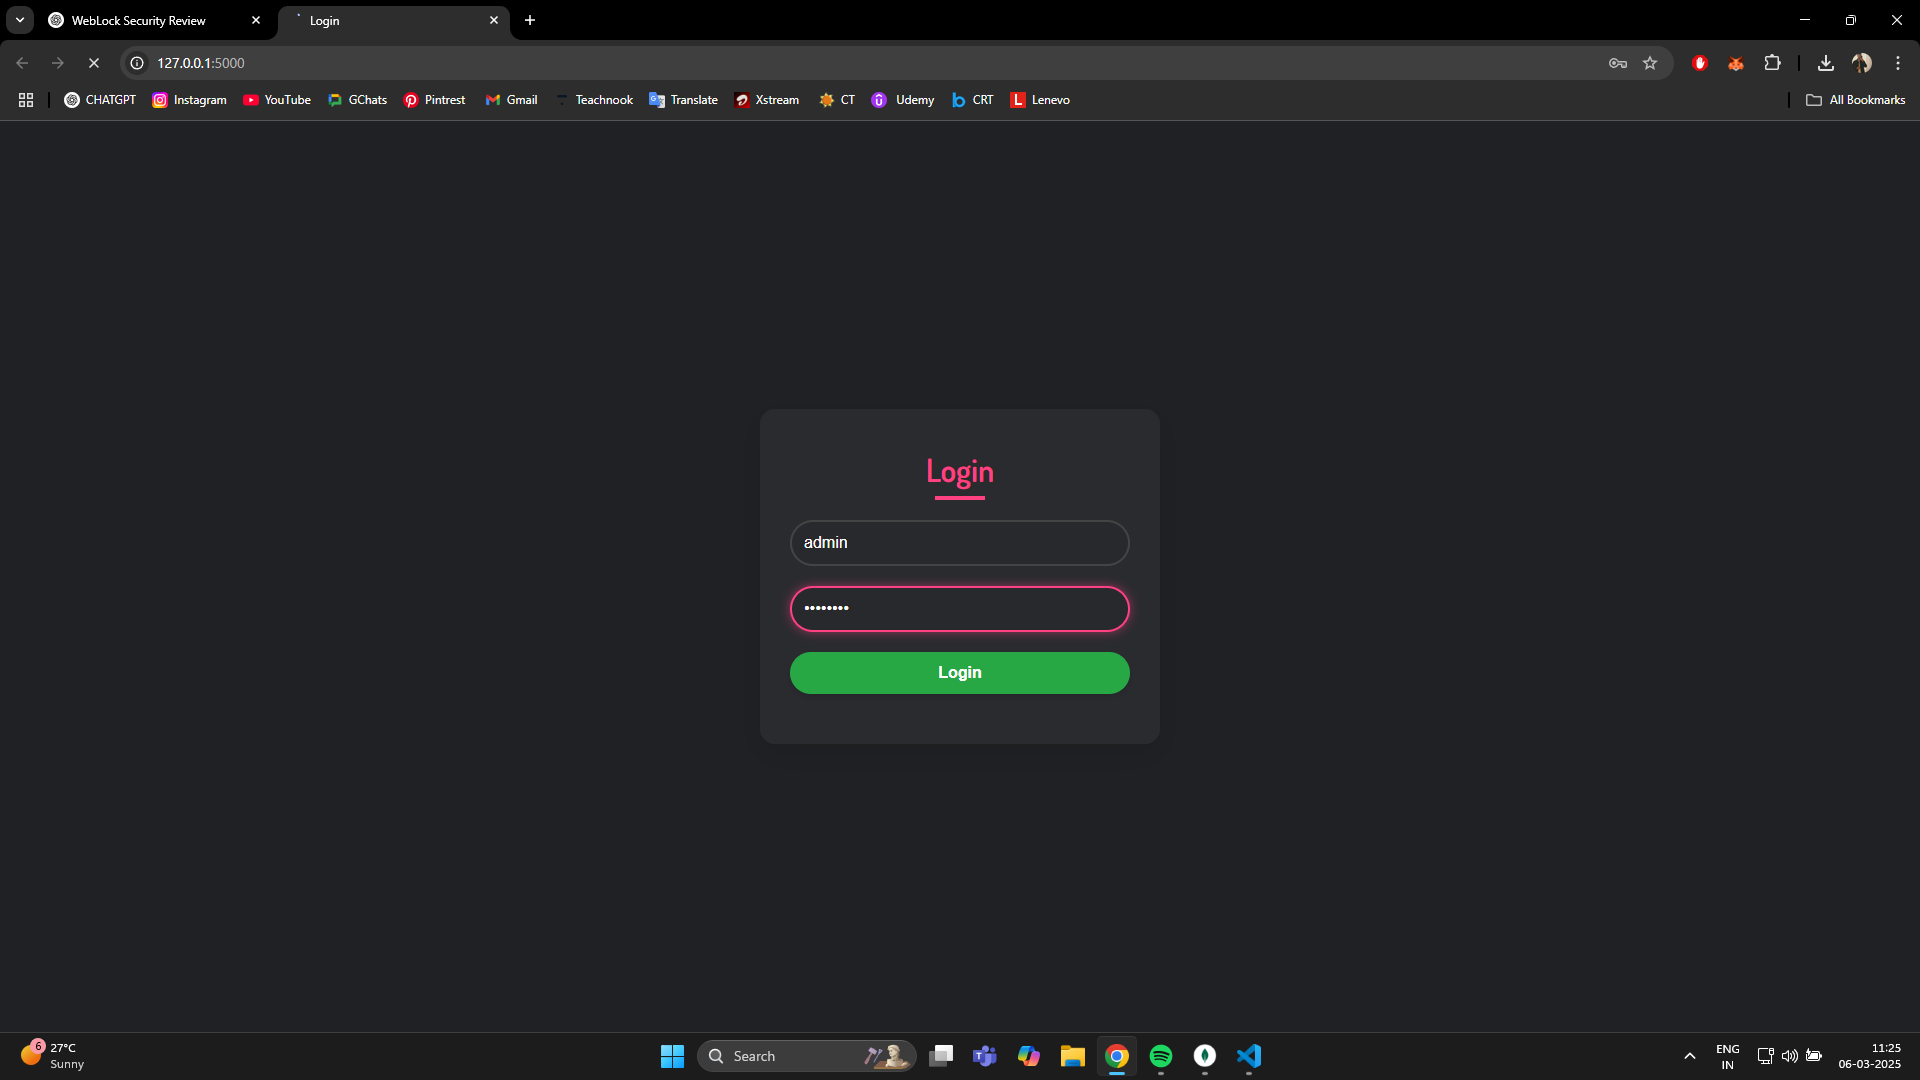 WebLock Security Review
Login
127.0.0.1:5000
CHATGPT Instagram YouTube GChats Pintrest Gmail Teachnook Translate Xstream CT Udemy CRT Lenevo All Bookmarks
Login
admin
••••••••
Login
6
27°C
Sunny
Search
ENG
IN
11:25
06-03-2025